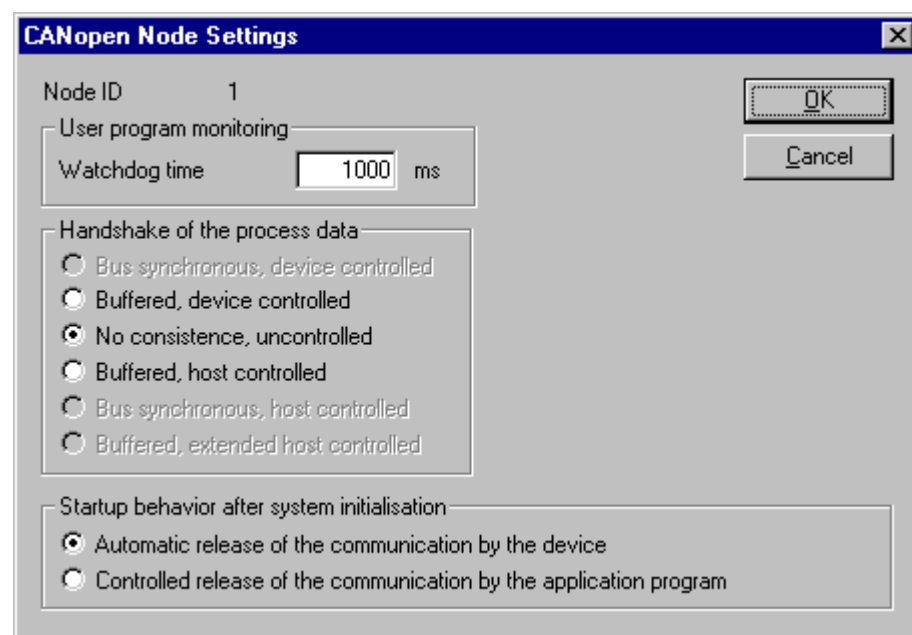 CANopen Node Settings
Node ID 1
OK
User program monitoring
Watchdog time 1000 ms
Cancel
Handshake of the process data
Bus synchronous, device controlled
Buffered, device controlled
No consistence, uncontrolled
Buffered, host controlled
Bus synchronous, host controlled
Buffered, extended host controlled
Startup behavior after system initialisation
Automatic release of the communication by the device
Controlled release of the communication by the application program